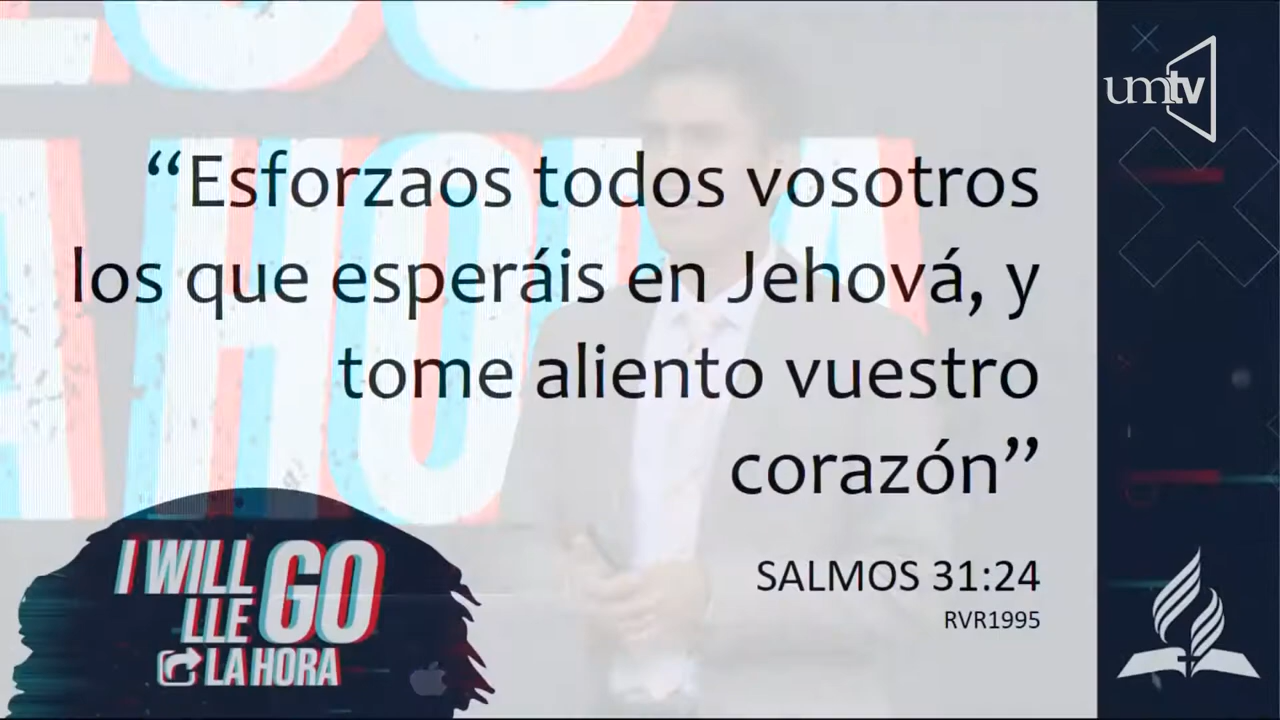 umtv
“Esforzaos todos vosotros
los que esperáis en Jehová, y
tome aliento vuestro
corazón”
SALMOS 31:24
RVR1995
I WILL GO
LLE
LA HORA